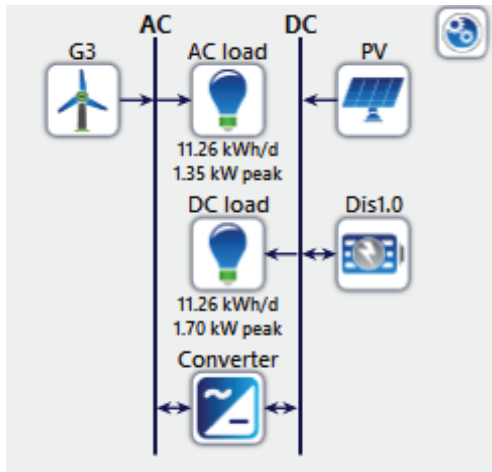 AC DC
G3 AC load PV
11.26 kWh/d
1.35 kW peak
DC load Dis1.0
11.26 kWh/d
1.70 kW peak
Converter